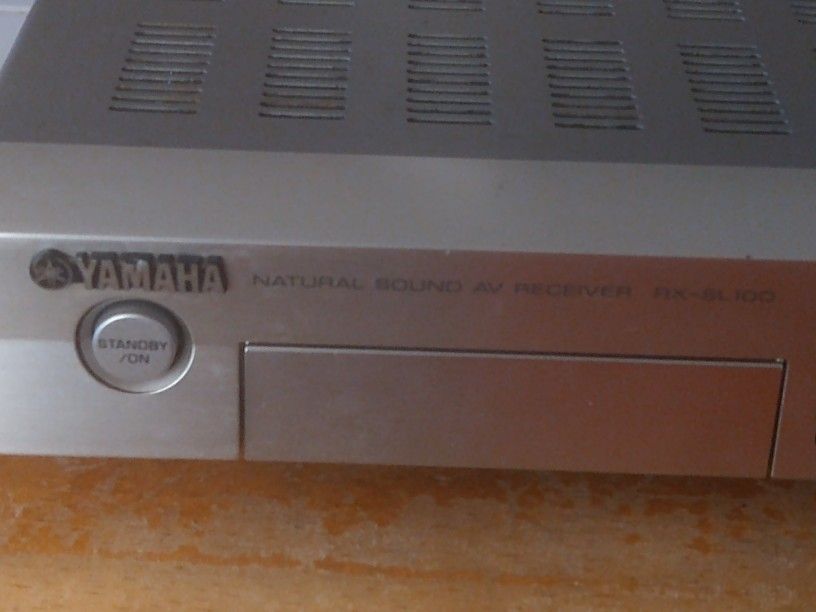 YAMAHA NATURAL SOUND AV RECEIVER RX-SL100
STANDBY
/ON